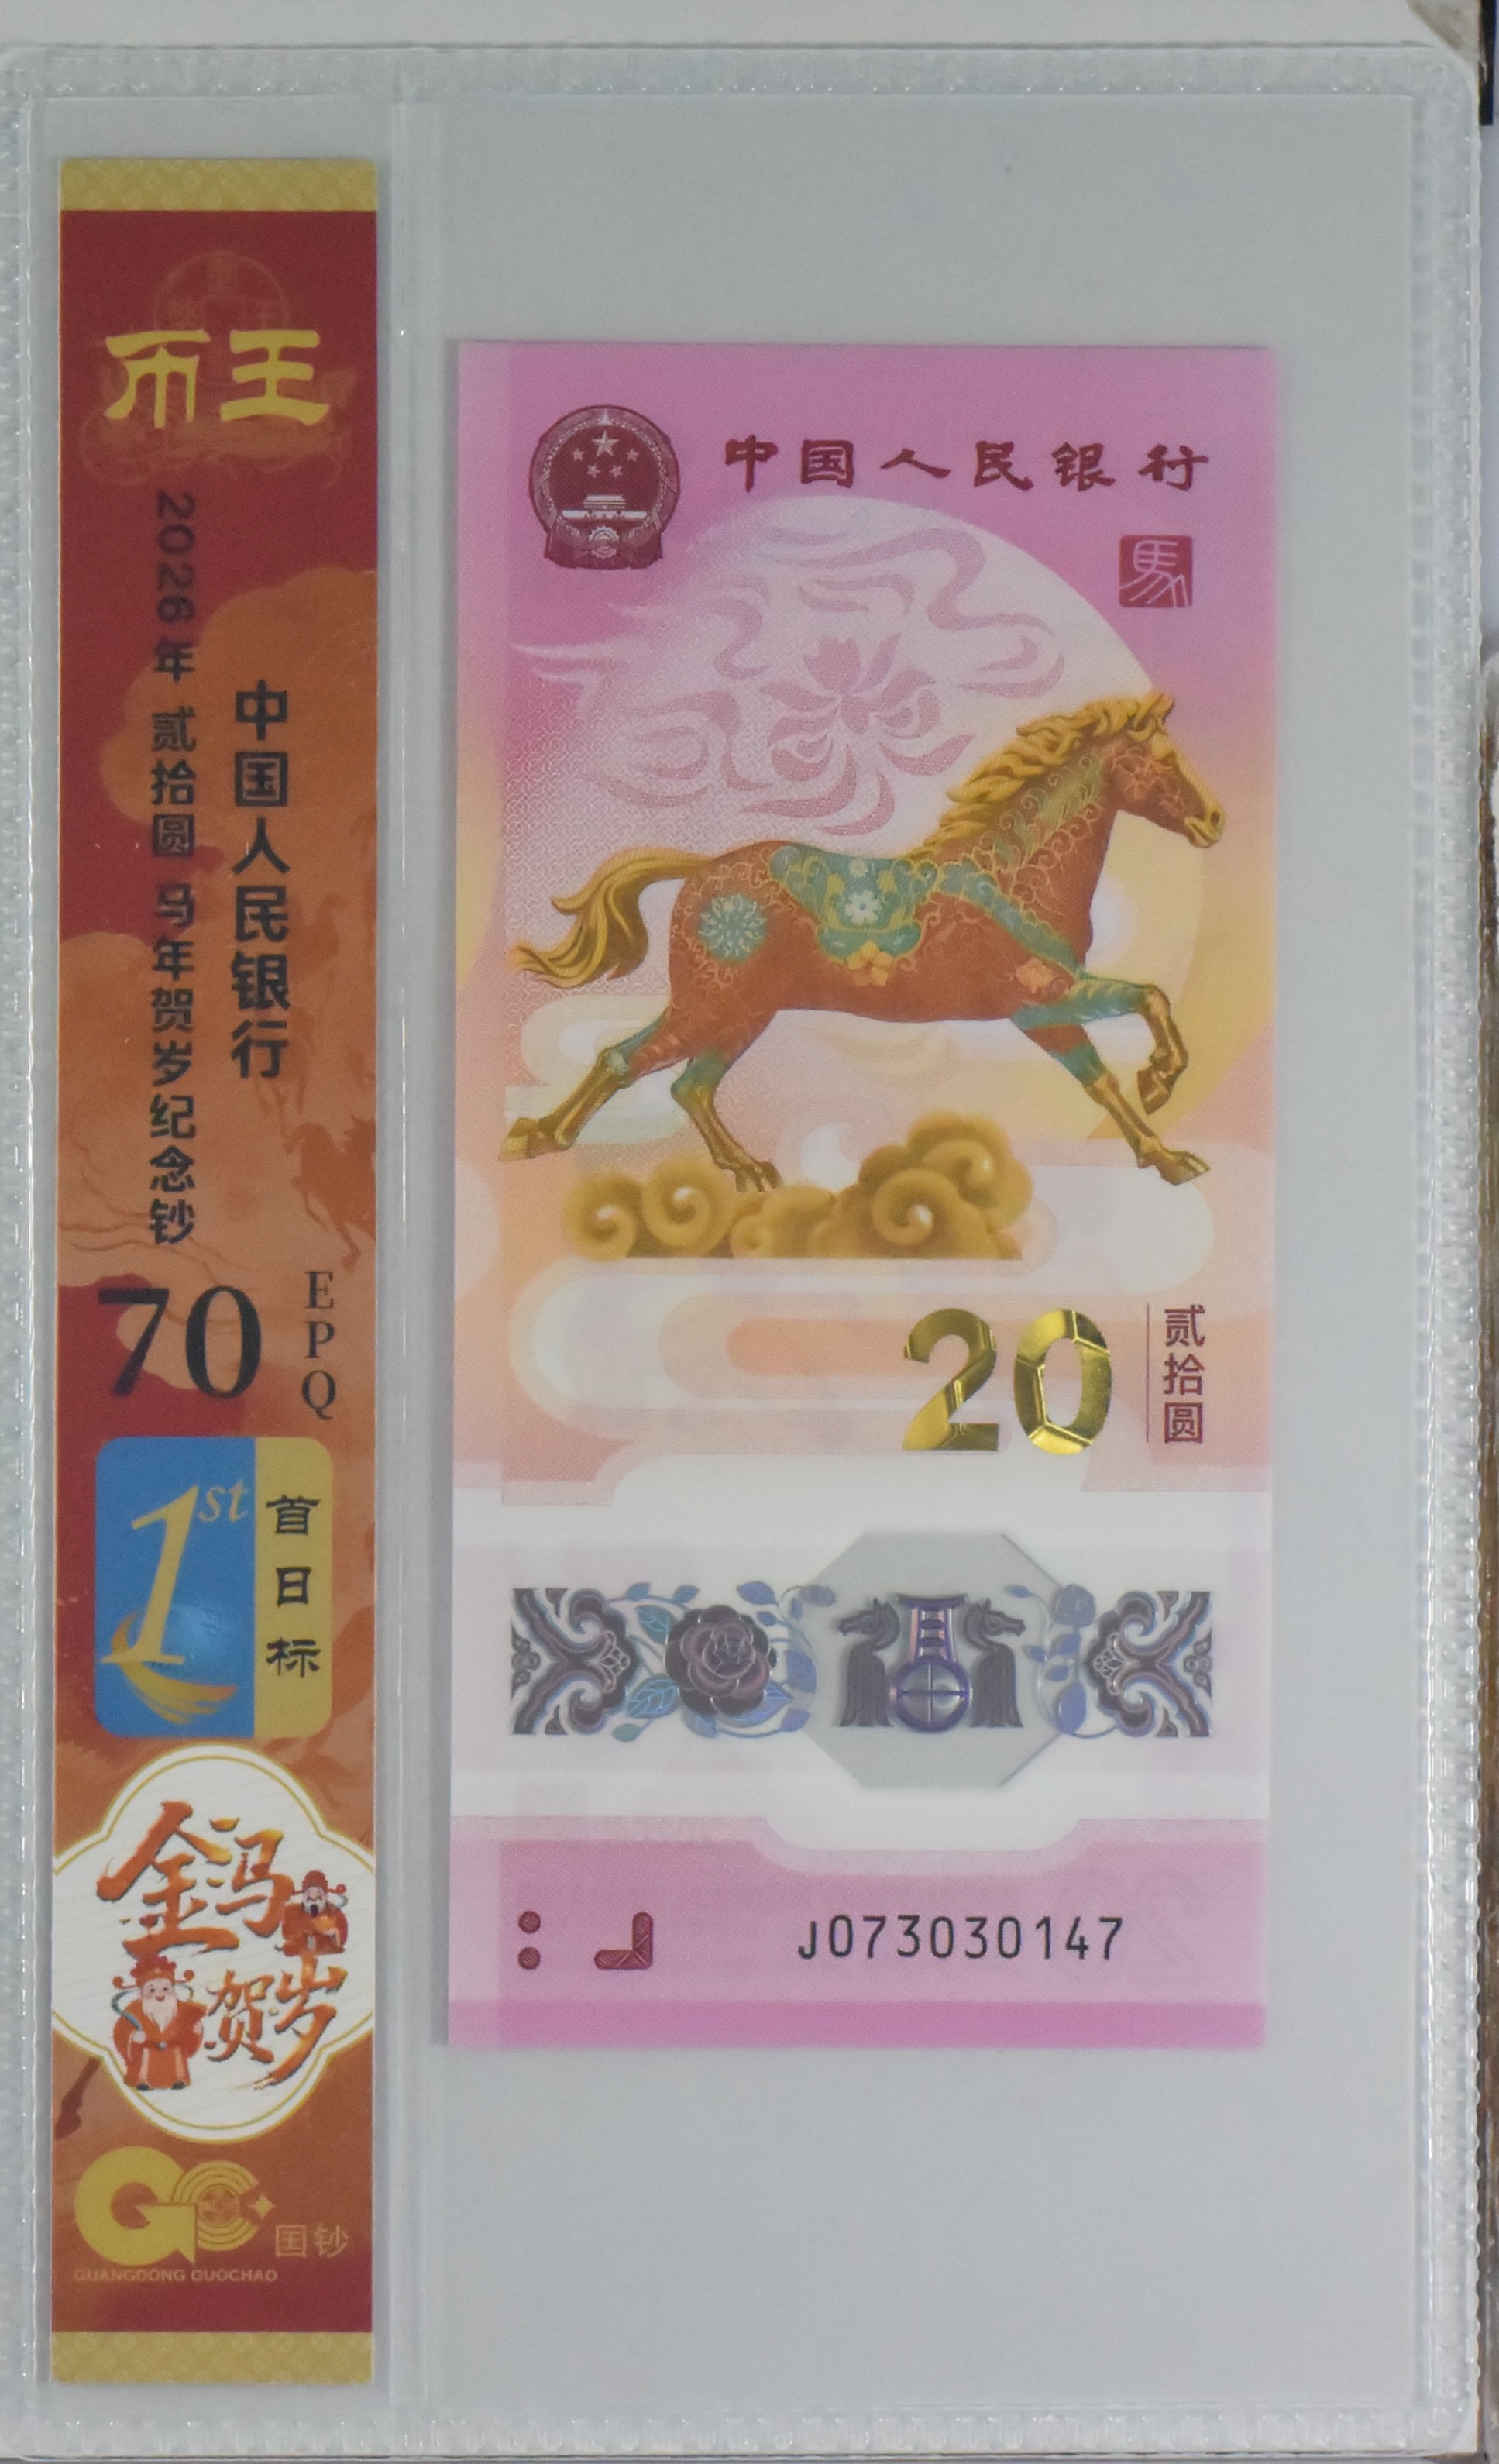 币王
中国人民银行
2026年 贰拾圆 马年贺岁纪念钞
70
EPQ
1st
首日标
金马
贺岁
GC
国钞
GUANGDONG GUOCHAO
中国人民银行
馬
20
贰拾圆
J073030147